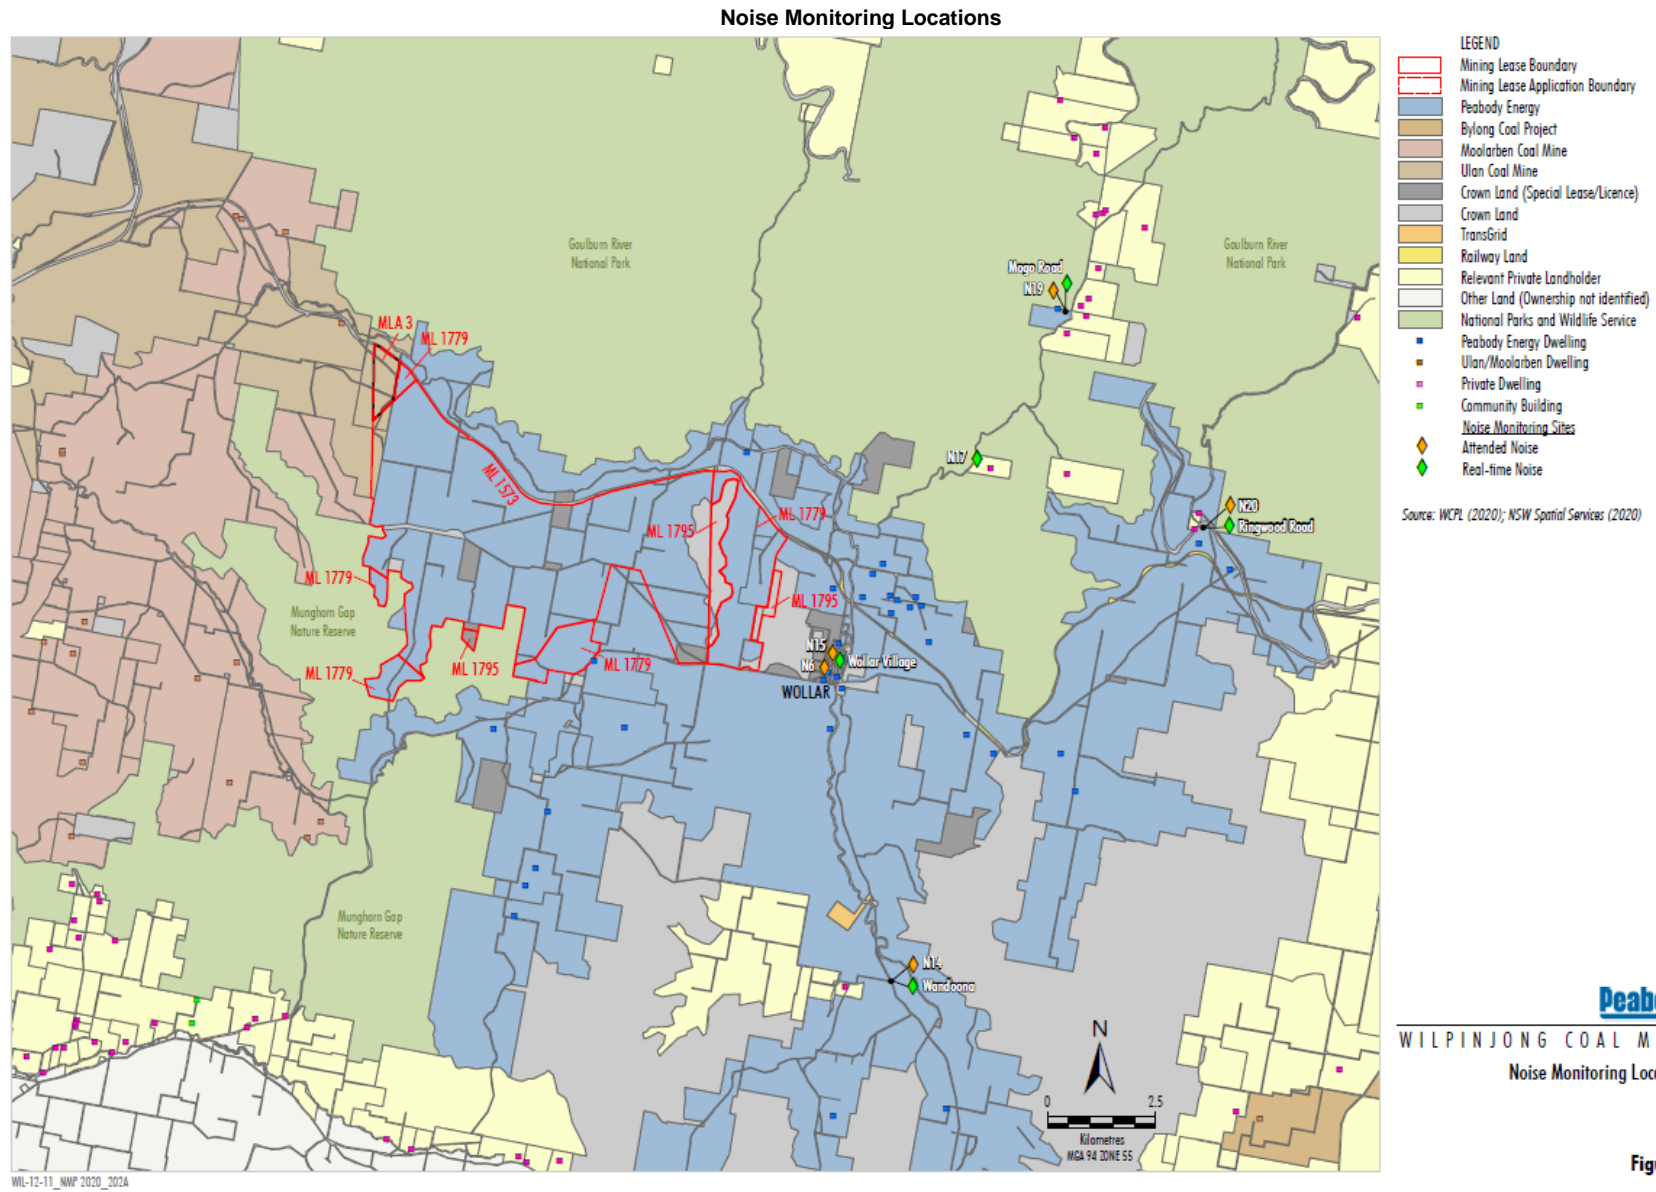 Noise Monitoring Locations
LEGEND
Mining Lease Boundary
Mining Lease Application Boundary
Peabody Energy
Bylong Coal Project
Moolarben Coal Mine
Ulan Coal Mine
Crown Land (Special Lease/Licence)
Crown Land
TransGrid
Railway Land
Relevant Private Landholder
Other Land (Ownership not identified)
National Parks and Wildlife Service
Peabody Energy Dwelling
Ulan/Moolarben Dwelling
Private Dwelling
Community Building
Noise Monitoring Sites
Attended Noise
Real-time Noise
Source: WCPL (2020); NSW Spatial Services (2020)
Goulburn River
National Park
Goulburn River
National Park
Mogo Road
N19
MLA 3
ML 1779
N17
ML 1573
N20
Ringwood Road
ML 1795
ML 1779
ML 1779
ML 1795
Munghorn Gap
Nature Reserve
N15
Wollar Village
N6
ML 1779
ML 1795
ML 1779
WOLLAR
Munghorn Gap
Nature Reserve
N14
Wandoona
N
0 2.5
Kilometres
MGA 94 ZONE 55
Peab
WILPINJONG COAL M
Noise Monitoring Loc
Figu
WIL-12-11_NMP 2020_202A